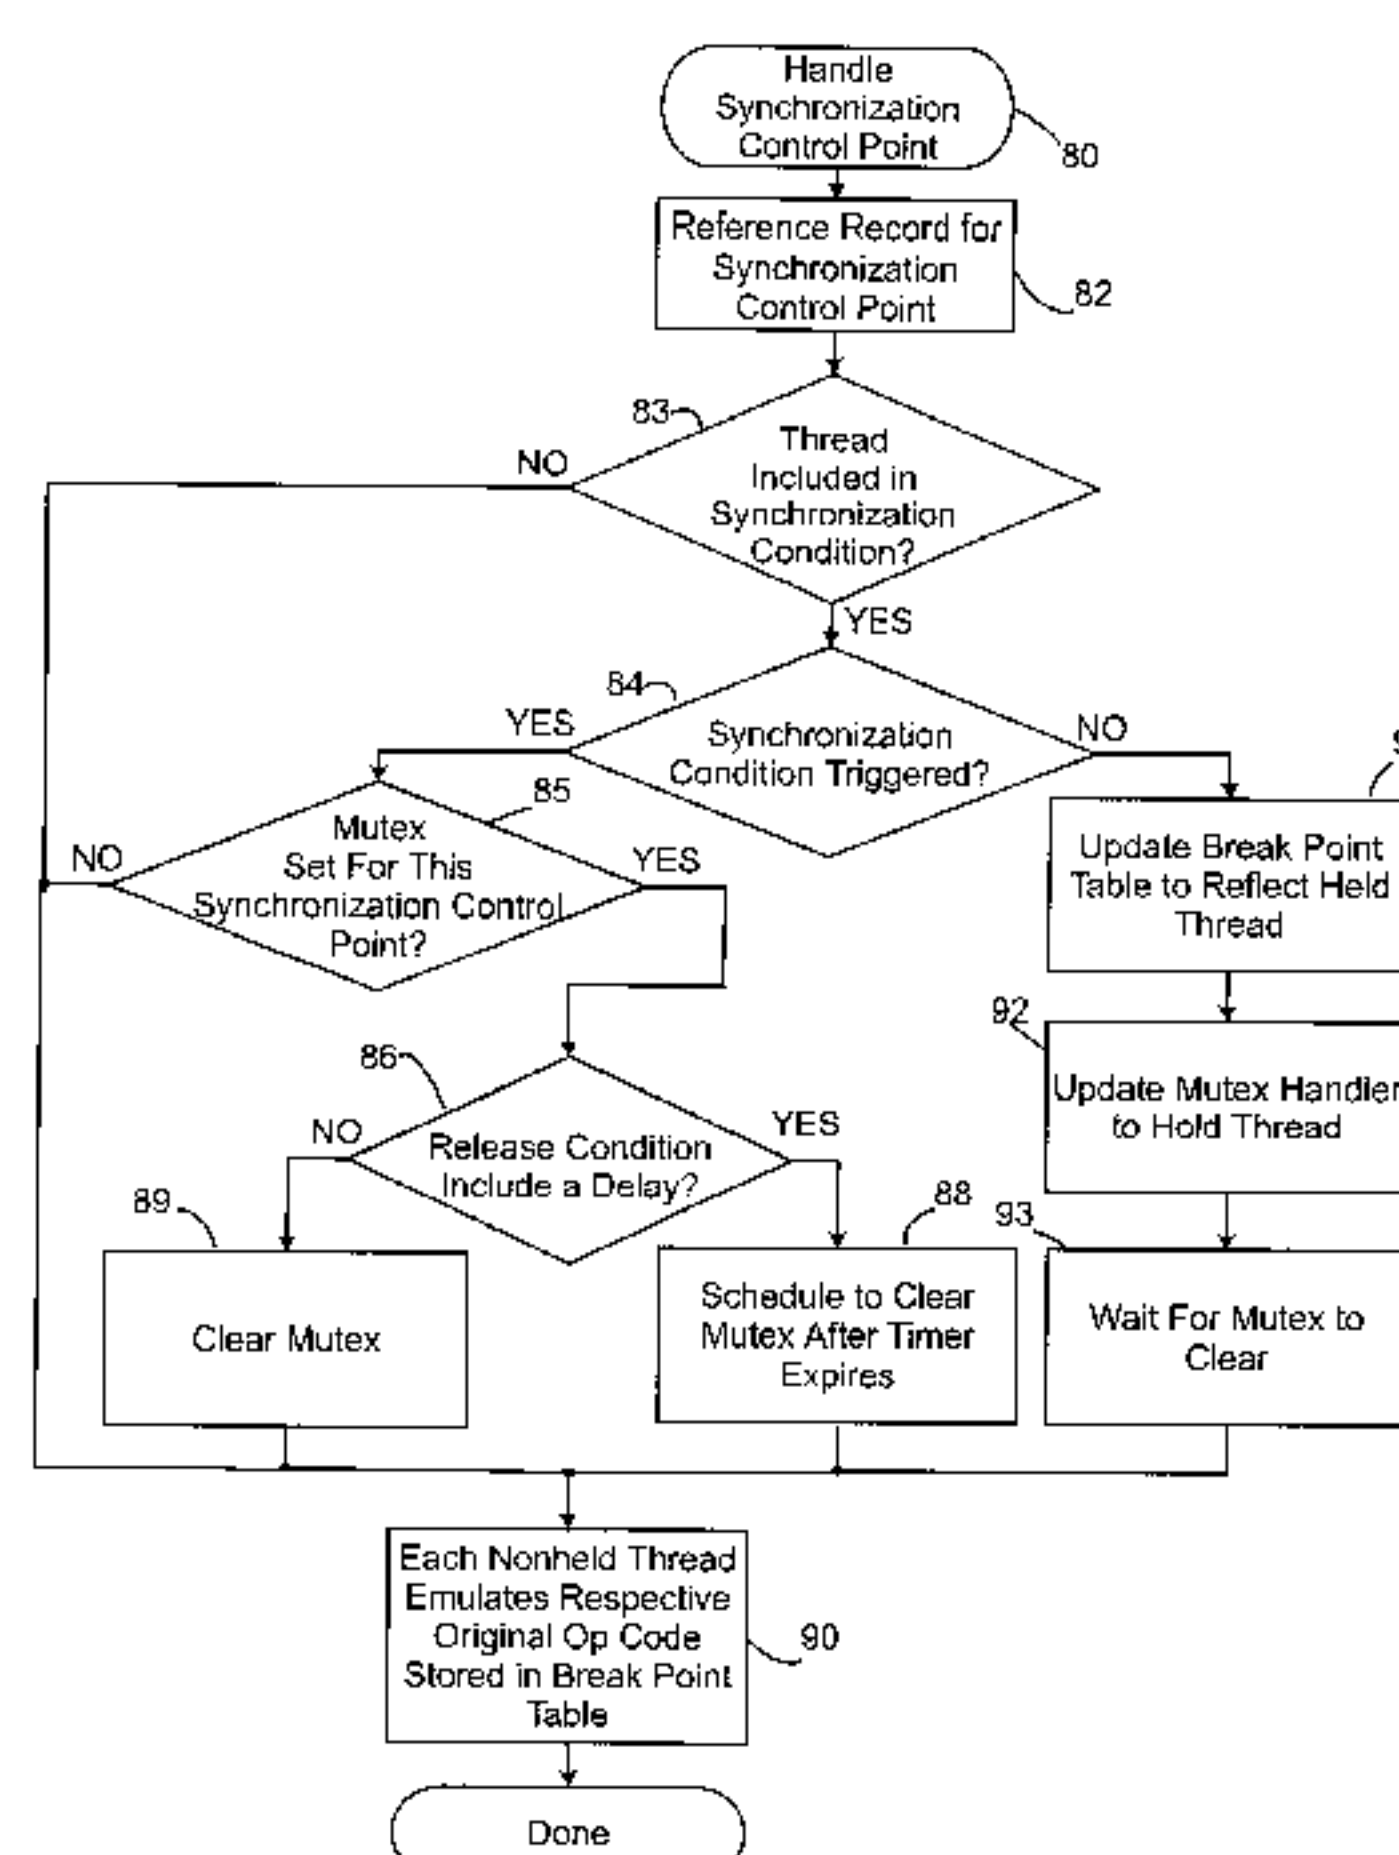 Handle
Synchronization
Control Point
80
Reference Record for
Synchronization
Control Point
82
83
Thread
Included in
Synchronization
Condition?
NO
YES
84
Synchronization
Condition Triggered?
YES
NO
85
Mutex
Set For This
Synchronization Control
Point?
NO
YES
Update Break Point
Table to Reflect Held
Thread
92
Update Mutex Handler
to Hold Thread
86
Release Condition
Include a Delay?
NO
YES
89
Clear Mutex
88
Schedule to Clear
Mutex After Timer
Expires
93
Wait For Mutex to
Clear
Each Nonheld Thread
Emulates Respective
Original Op Code
Stored in Break Point
Table
90
Done